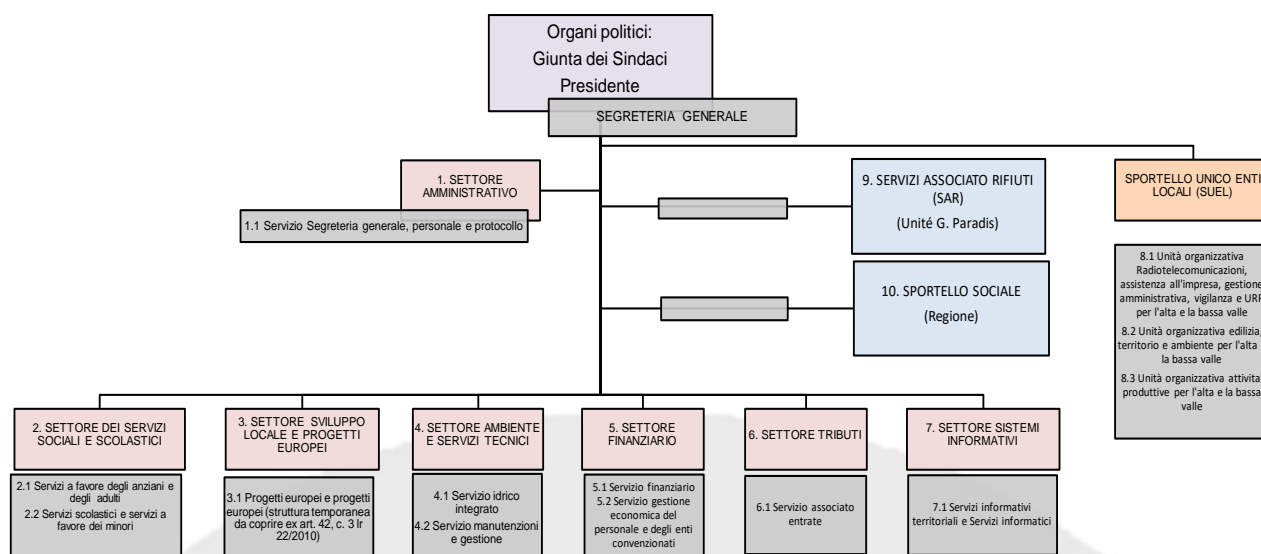 Organi politici:
Giunta dei Sindaci
Presidente
SEGRETERIA GENERALE
1. SETTORE
AMMINISTRATIVO
1.1 Servizio Segreteria generale, personale e protocollo
9. SERVIZI ASSOCIATO RIFIUTI
(SAR)
(Unité G. Paradis)
10. SPORTELLO SOCIALE
(Regione)
SPORTELLO UNICO ENTI
LOCALI (SUEL)
8.1 Unità organizzativa
Radiotelecomunicazioni,
assistenza all'impresa, gestione
amministrativa, vigilanza e URP
per l'alta e la bassa valle
8.2 Unità organizzativa edilizia,
territorio e ambiente per l'alta
la bassa valle
8.3 Unità organizzativa attività
produttive per l'alta e la bassa
valle
2. SETTORE DEI SERVIZI
SOCIALI E SCOLASTICI
2.1 Servizi a favore degli anziani e
degli adulti
2.2 Servizi scolastici e servizi a
favore dei minori
3. SETTORE SVILUPPO
LOCALE E PROGETTI
EUROPEI
3.1 Progetti europei e progetti
europei (struttura temporanea
da coprire ex art. 42, c. 3 lr
22/2010)
4. SETTORE AMBIENTE
E SERVIZI TECNICI
4.1 Servizio idrico
integrato
4.2 Servizio manutenzioni
e gestione
5. SETTORE
FINANZIARIO
5.1 Servizio finanziario
5.2 Servizio gestione
economica del
personale e degli enti
convenzionati
6. SETTORE TRIBUTI
6.1 Servizio associato
entrate
7. SETTORE SISTEMI
INFORMATIVI
7.1 Servizi informativi
territoriali e Servizi informatici